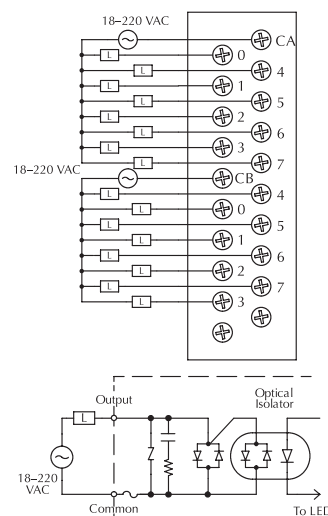 18–220 VAC
CA
L
0
L
4
L
1
L
5
L
2
L
6
L
3
L
7
18–220 VAC
CB
L
4
L
0
L
5
L
1
L
6
L
2
L
7
L
3
Output
Optical
Isolator
L
18–220
VAC
Common
To LED